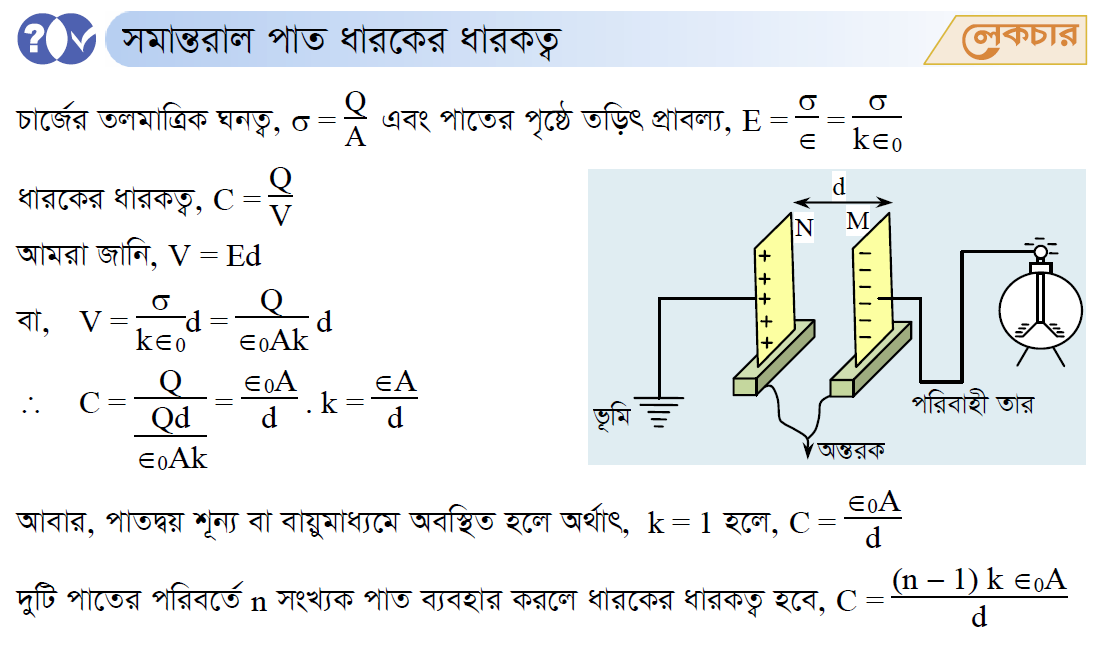 সমান্তরাল পাত ধারকের ধারকত্ব
লেকচার
চার্জের তলমাত্রিক ঘনত্ব, σ = Q/A এবং পাতের পৃষ্ঠে তড়িৎ প্রাবল্য, E = σ/∈ = σ/k∈₀
ধারকের ধারকত্ব, C = Q/V
আমরা জানি, V = Ed
বা, V = σ/k∈₀ d = Q/∈₀Ak d
∴ C = Q/(Qd/∈₀Ak) = ∈₀A/d . k = ∈A/d
d
N M
+ −
+ −
+ −
+ −
+ −
−
ভূমি
পরিবাহী তার
অন্তরক
আবার, পাতদ্বয় শূন্য বা বায়ুমাধ্যমে অবস্থিত হলে অর্থাৎ, k = 1 হলে, C = ∈₀A/d
দুটি পাতের পরিবর্তে n সংখ্যক পাত ব্যবহার করলে ধারকের ধারকত্ব হবে, C = (n − 1) k ∈₀A/d